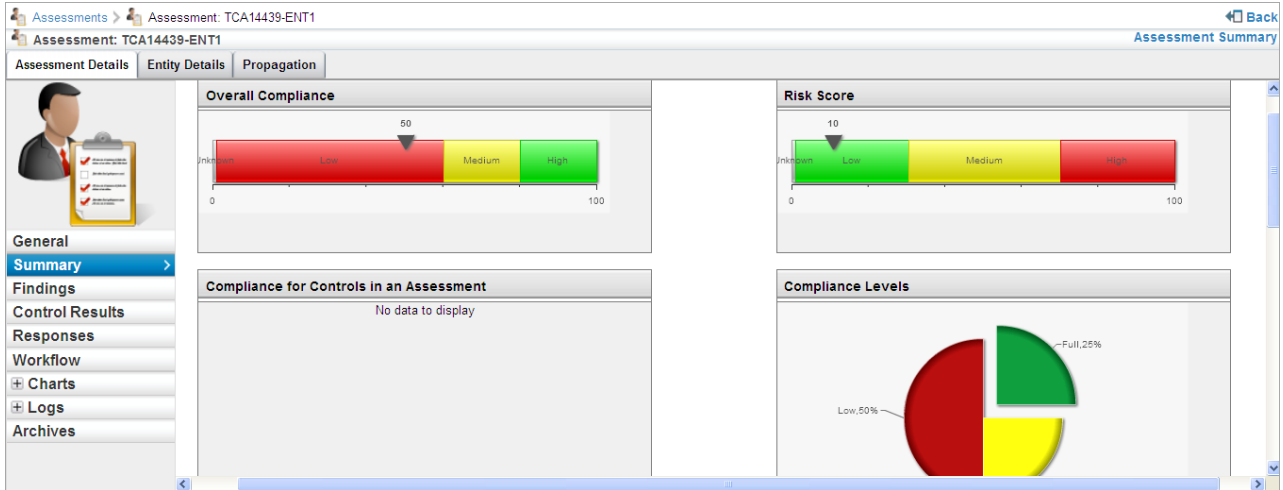 Assessments > Assessment: TCA14439-ENT1
Back
Assessment: TCA14439-ENT1
Assessment Summary
Assessment Details
Entity Details
Propagation
General
Summary
Findings
Control Results
Responses
Workflow
Charts
Logs
Archives
Overall Compliance
50
Unknown Low Medium High
0 100
Risk Score
10
Unknown Low Medium High
0 100
Compliance for Controls in an Assessment
No data to display
Compliance Levels
Full,25%
Low,50%